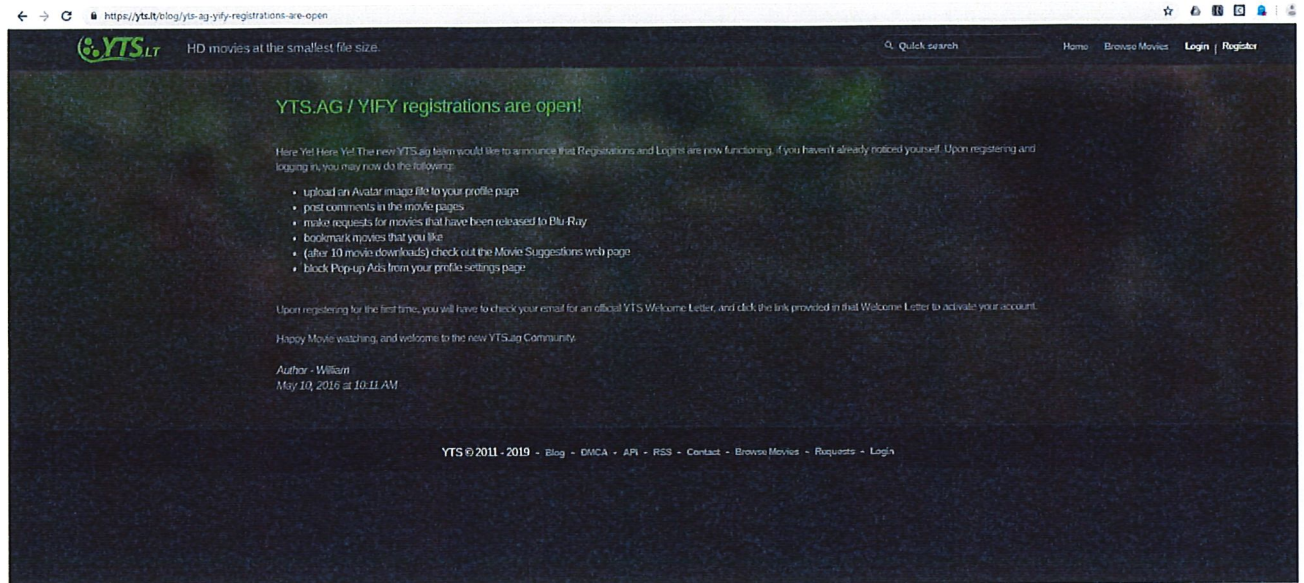 https://yts.lt/blog/yts-ag-yify-registrations-are-open
YTS.LT HD movies at the smallest file size. Quick search Home Browse Movies Login | Register
YTS.AG / YIFY registrations are open!
Here Ye! Here Ye! The new YTS.ag team would like to announce that Registrations and Logins are now functioning, if you haven't already noticed yourself. Upon registering and
logging in, you may now do the following:
• upload an Avatar image file to your profile page
• post comments in the movie pages
• make requests for movies that have been released to Blu-Ray
• bookmark movies that you like
• (after 10 movie downloads) check out the Movie Suggestions web page
• block Pop-up Ads from your profile settings page
Upon registering for the first time, you will have to check your email for an official YTS Welcome Letter, and click the link provided in that Welcome Letter to activate your account.
Happy Movie watching, and welcome to the new YTS.ag Community.
Author - William
May 10, 2016 at 10:11 AM
YTS © 2011 - 2019 - Blog - DMCA - API - RSS - Contact - Browse Movies - Requests - Login